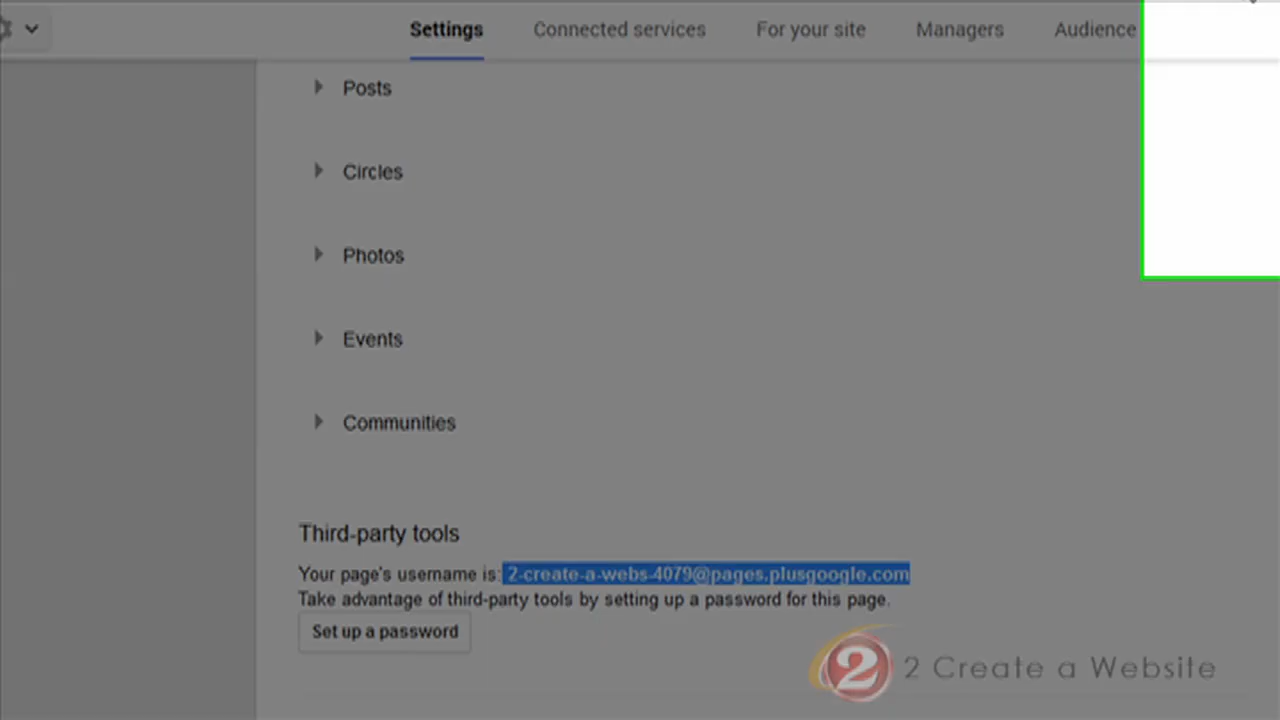 Settings
Connected services
For your site
Managers
Audience
Posts
Circles
Photos
Events
Communities
Third-party tools
Your page's username is: 2-create-a-webs-4079@pages.plusgoogle.com
Take advantage of third-party tools by setting up a password for this page.
Set up a password
2 2 Create a Website